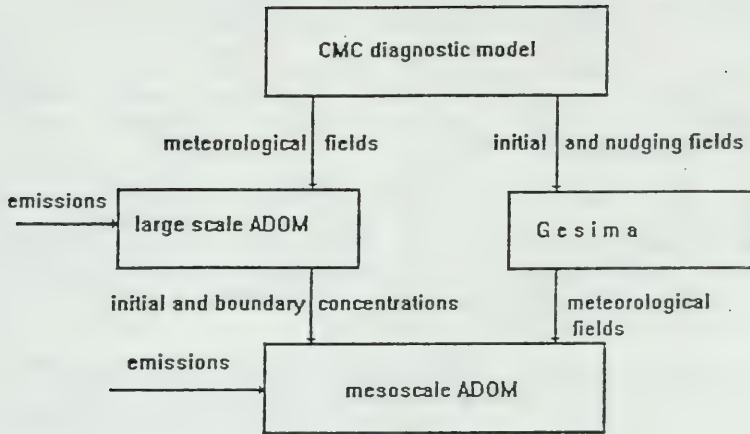 CMC diagnostic model
meteorological fields
initial and nudging fields
emissions
large scale ADOM
Gesima
initial and boundary concentrations
meteorological
fields
emissions
mesoscale ADOM